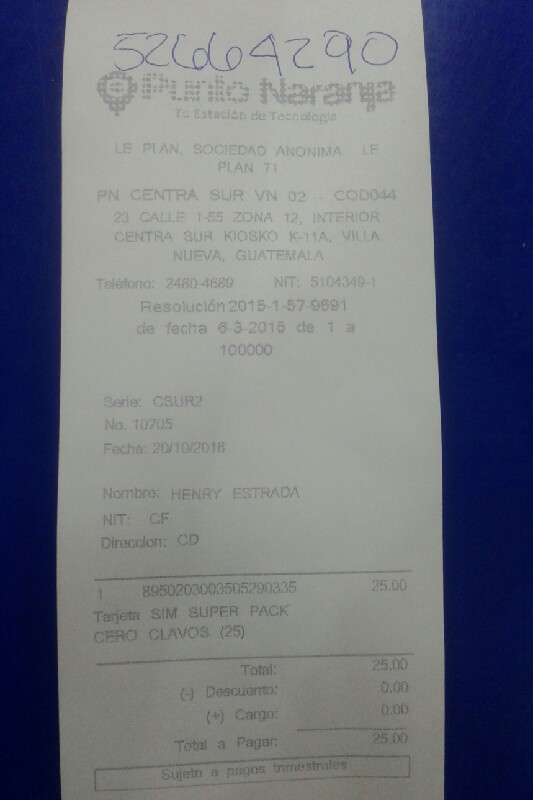 52664290
Punto Naranja
Tu Estación de Tecnología
LE PLAN, SOCIEDAD ANONIMA LE
PLAN 71
PN CENTRA SUR VN 02 - COD044
23 CALLE 1-55 ZONA 12, INTERIOR
CENTRA SUR KIOSKO K-11A, VILLA
NUEVA, GUATEMALA
Teléfono: 2480-4689 NIT: 5104349-1
Resolución 2015-1-57-9591
de fecha 6-3-2015 de 1 a
100000
Serie: CSUR2
No. 10705
Fecha: 20/10/2016
Nombre: HENRY ESTRADA
NIT: CF
Direccion: CD
1 8950203003505290335 25.00
Tarjeta SIM SUPER PACK
CERO CLAVOS (25)
Total: 25.00
(-) Descuento: 0.00
(+) Cargo: 0.00
Total a Pagar: 25.00
Sujeto a pagos trimestrales